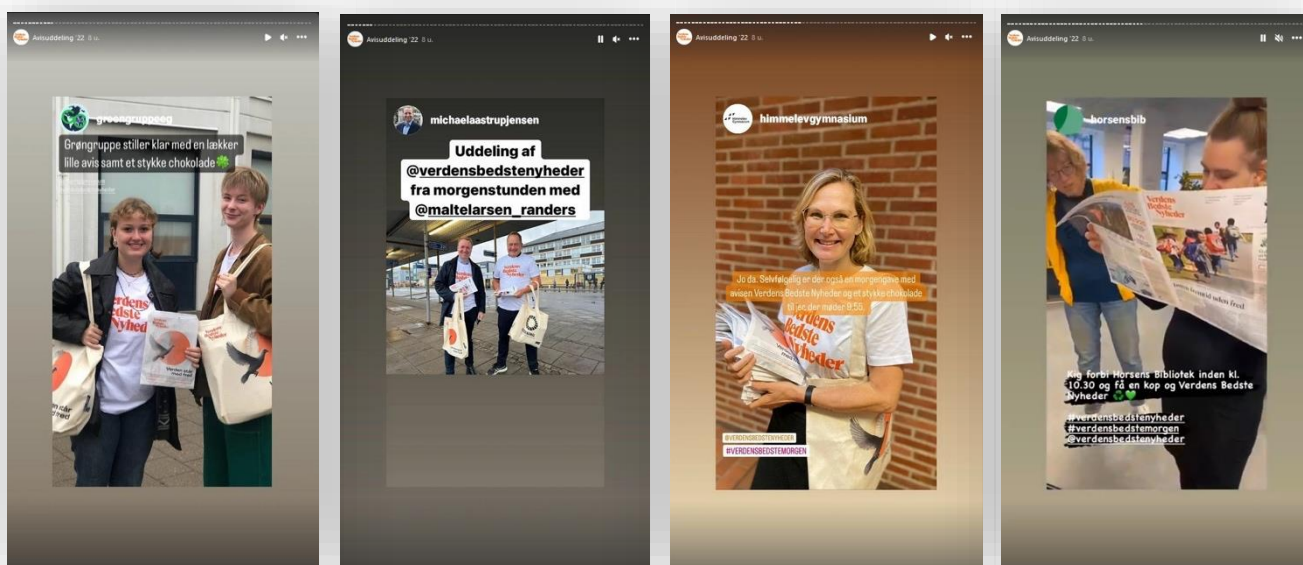 Avisuddeling '22 8 u.
groengruppeeg
Grøngruppe stiller klar med en lækker
lille avis samt et stykke chokolade
Verdens
Bedste
Nyhed
Avisuddeling '22 8 u.
michaelaastrupjensen
Uddeling af
@verdensbedstenyheder
fra morgenstunden med
@maltelarsen_randers
Avisuddeling '22 8 u.
himmelevgymnasium
Jo da. Selvfølgelig er der også en morgengave med
avisen Verdens Bedste Nyheder og et stykke chokolade
til jer, der møder 9.55.
Verdens
Bedste
Nyheder
@VERDENSBEDSTENYHEDER
#VERDENSBEDSTEMORGEN
Avisuddeling '22 8 u.
horsensbib
Verdens
Bedste
Nyheder
Kig forbi Horsens Bibliotek inden kl.
10.30 og få en kop og Verdens Bedste
Nyheder
#verdensbedstenyheder
#verdensbedstemorgen
@verdensbedstenyheder